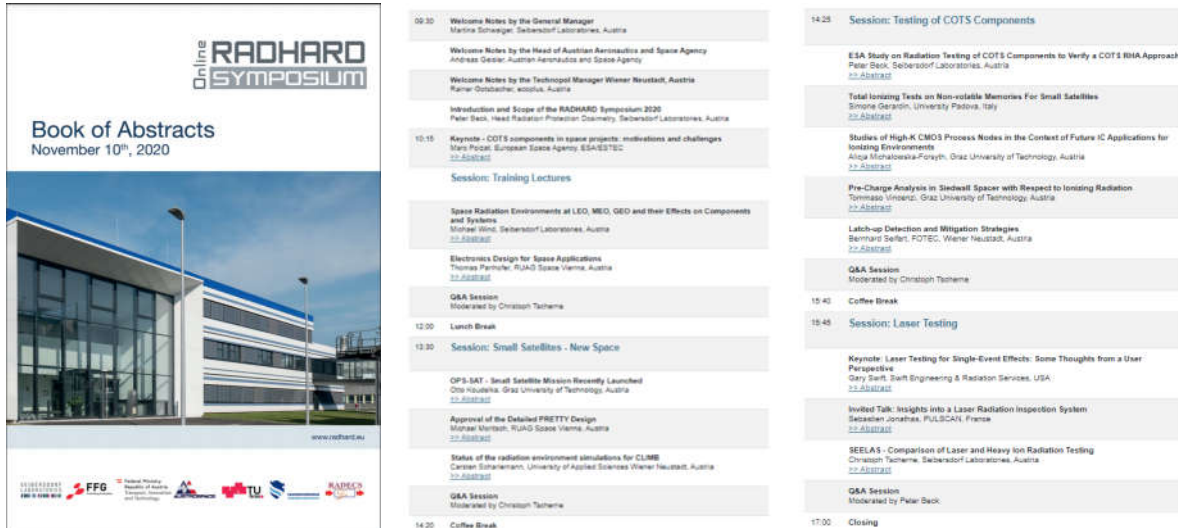 Online
RADHARD
SYMPOSIUM
Book of Abstracts
November 10th, 2020
www.radhard.eu
SEIBERSDORF
LABORATORIES
FFG
Federal Ministry
Republic of Austria
Transport, Innovation
and Technology
AUSTROSPACE
TU
RADECS
09:30 Welcome Notes by the General Manager
Martina Schwaiger, Seibersdorf Laboratories, Austria
Welcome Notes by the Head of Austrian Aeronautics and Space Agency
Andreas Geisler, Austrian Aeronautics and Space Agency
Welcome Notes by the Technopol Manager Wiener Neustadt, Austria
Rainer Gotsbacher, ecoplus, Austria
Introduction and Scope of the RADHARD Symposium 2020
Peter Beck, Head Radiation Protection Dosimetry, Seibersdorf Laboratories, Austria
10:15 Keynote - COTS components in space projects: motivations and challenges
Marc Poizat, European Space Agency, ESA/ESTEC
>> Abstract
Session: Training Lectures
Space Radiation Environments at LEO, MEO, GEO and their Effects on Components
and Systems
Michael Wind, Seibersdorf Laboratories, Austria
>> Abstract
Electronics Design for Space Applications
Thomas Panhofer, RUAG Space Vienna, Austria
>> Abstract
Q&A Session
Moderated by Christoph Tscherne
12:00 Lunch Break
13:30 Session: Small Satellites - New Space
OPS-SAT - Small Satellite Mission Recently Launched
Otto Koudelka, Graz University of Technology, Austria
>> Abstract
Approval of the Detailed PRETTY Design
Michael Moritsch, RUAG Space Vienna, Austria
>> Abstract
Status of the radiation environment simulations for CLIMB
Carsten Scharlemann, University of Applied Sciences Wiener Neustadt, Austria
>> Abstract
Q&A Session
Moderated by Christoph Tscherne
14:20 Coffee Break
14:25 Session: Testing of COTS Components
ESA Study on Radiation Testing of COTS Components to Verify a COTS RHA Approach
Peter Beck, Seibersdorf Laboratories, Austria
>> Abstract
Total Ionizing Tests on Non-volatile Memories For Small Satellites
Simone Gerardin, University Padova, Italy
>> Abstract
Studies of High-K CMOS Process Nodes in the Context of Future IC Applications for
Ionizing Environments
Alicja Michalowska-Forsyth, Graz University of Technology, Austria
>> Abstract
Pre-Charge Analysis in Siedwall Spacer with Respect to Ionizing Radiation
Tommaso Vincenzi, Graz University of Technology, Austria
>> Abstract
Latch-up Detection and Mitigation Strategies
Bernhard Seifert, FOTEC, Wiener Neustadt, Austria
>> Abstract
Q&A Session
Moderated by Christoph Tscherne
15:40 Coffee Break
15:45 Session: Laser Testing
Keynote: Laser Testing for Single-Event Effects: Some Thoughts from a User
Perspective
Gary Swift, Swift Engineering & Radiation Services, USA
>> Abstract
Invited Talk: Insights into a Laser Radiation Inspection System
Sebastien Jonathas, PULSCAN, France
>> Abstract
SEELAS - Comparison of Laser and Heavy Ion Radiation Testing
Christoph Tscherne, Seibersdorf Laboratories, Austria
>> Abstract
Q&A Session
Moderated by Peter Beck
17:00 Closing